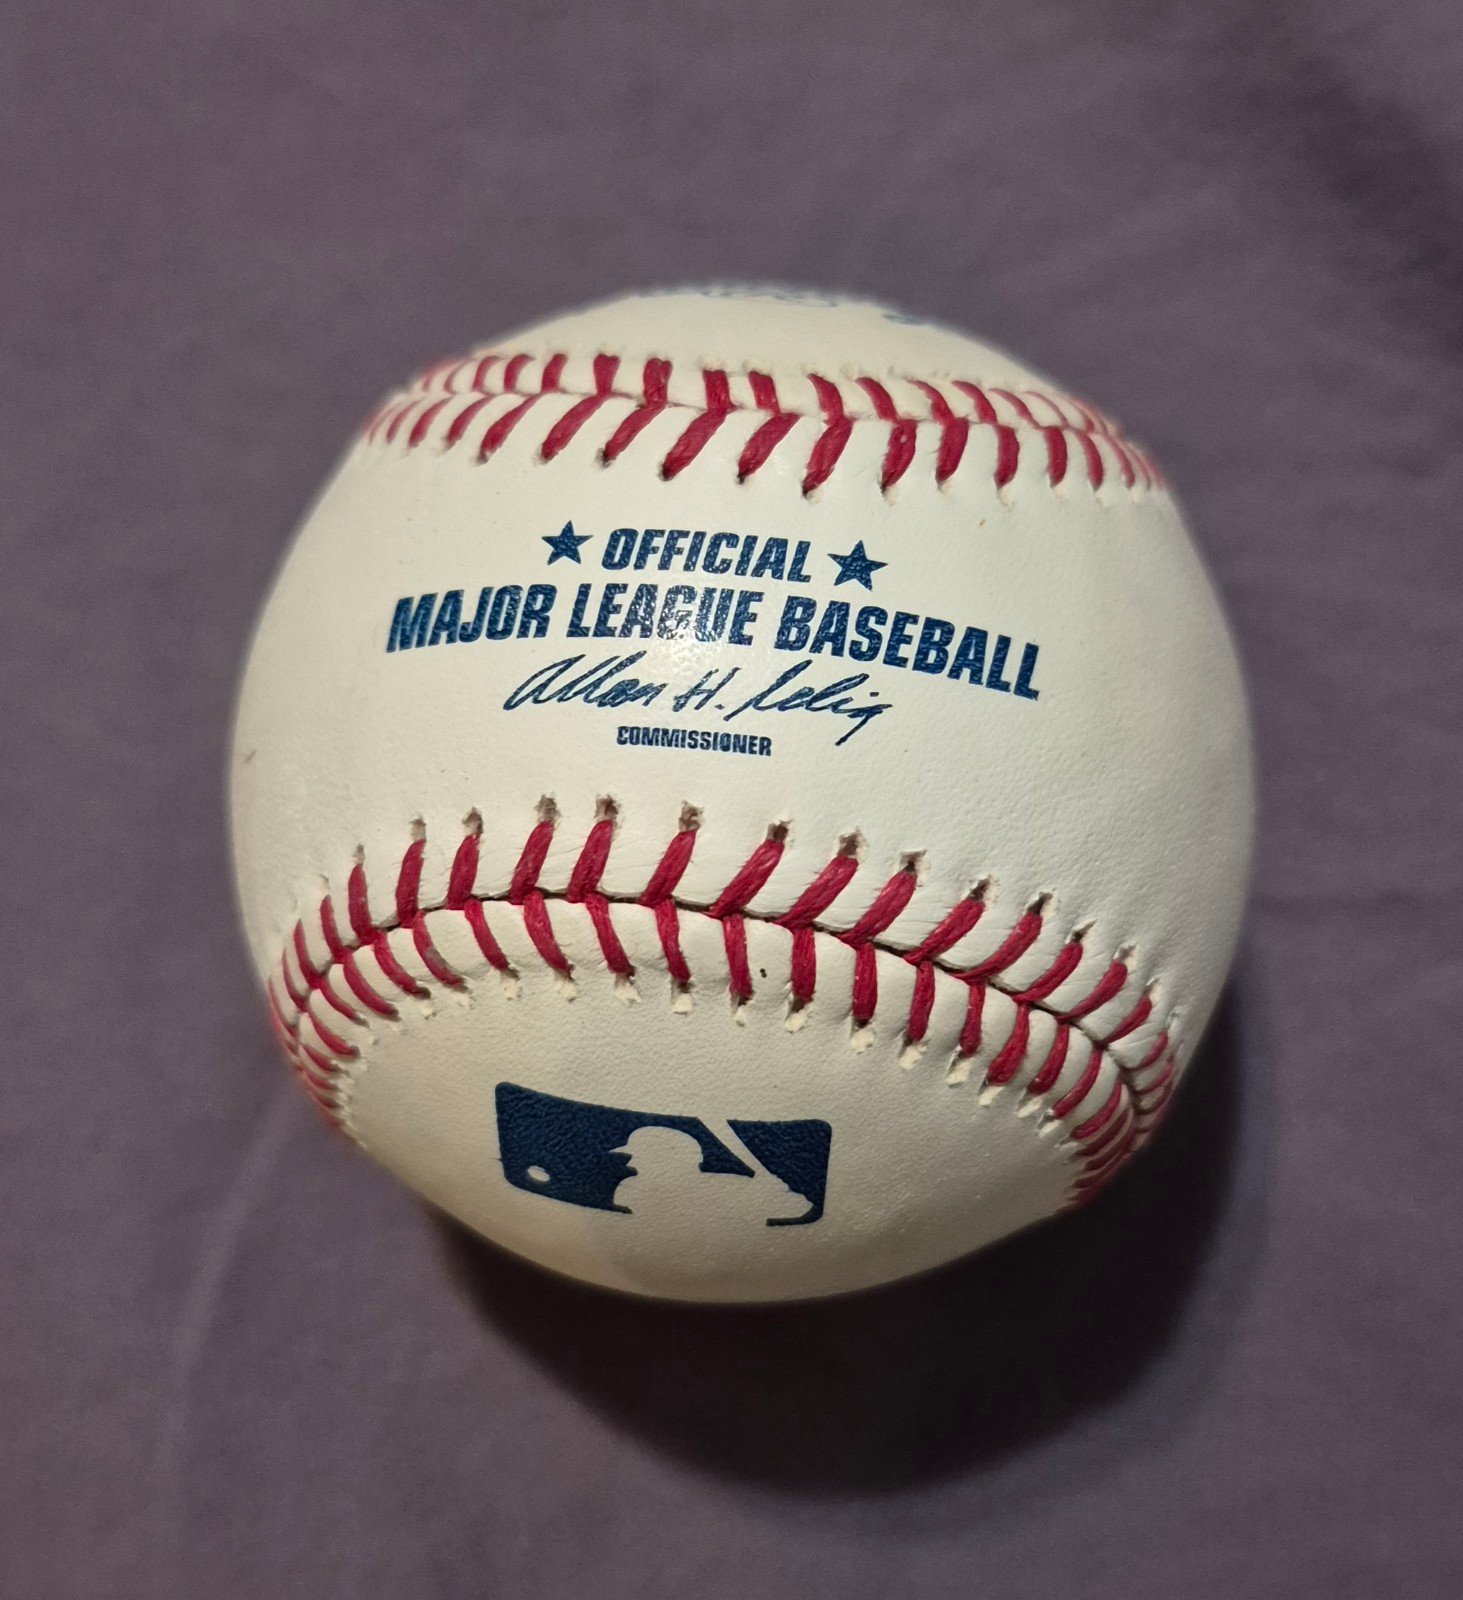 ★ OFFICIAL ★
MAJOR LEAGUE BASEBALL
Allan H. Selig
COMMISSIONER